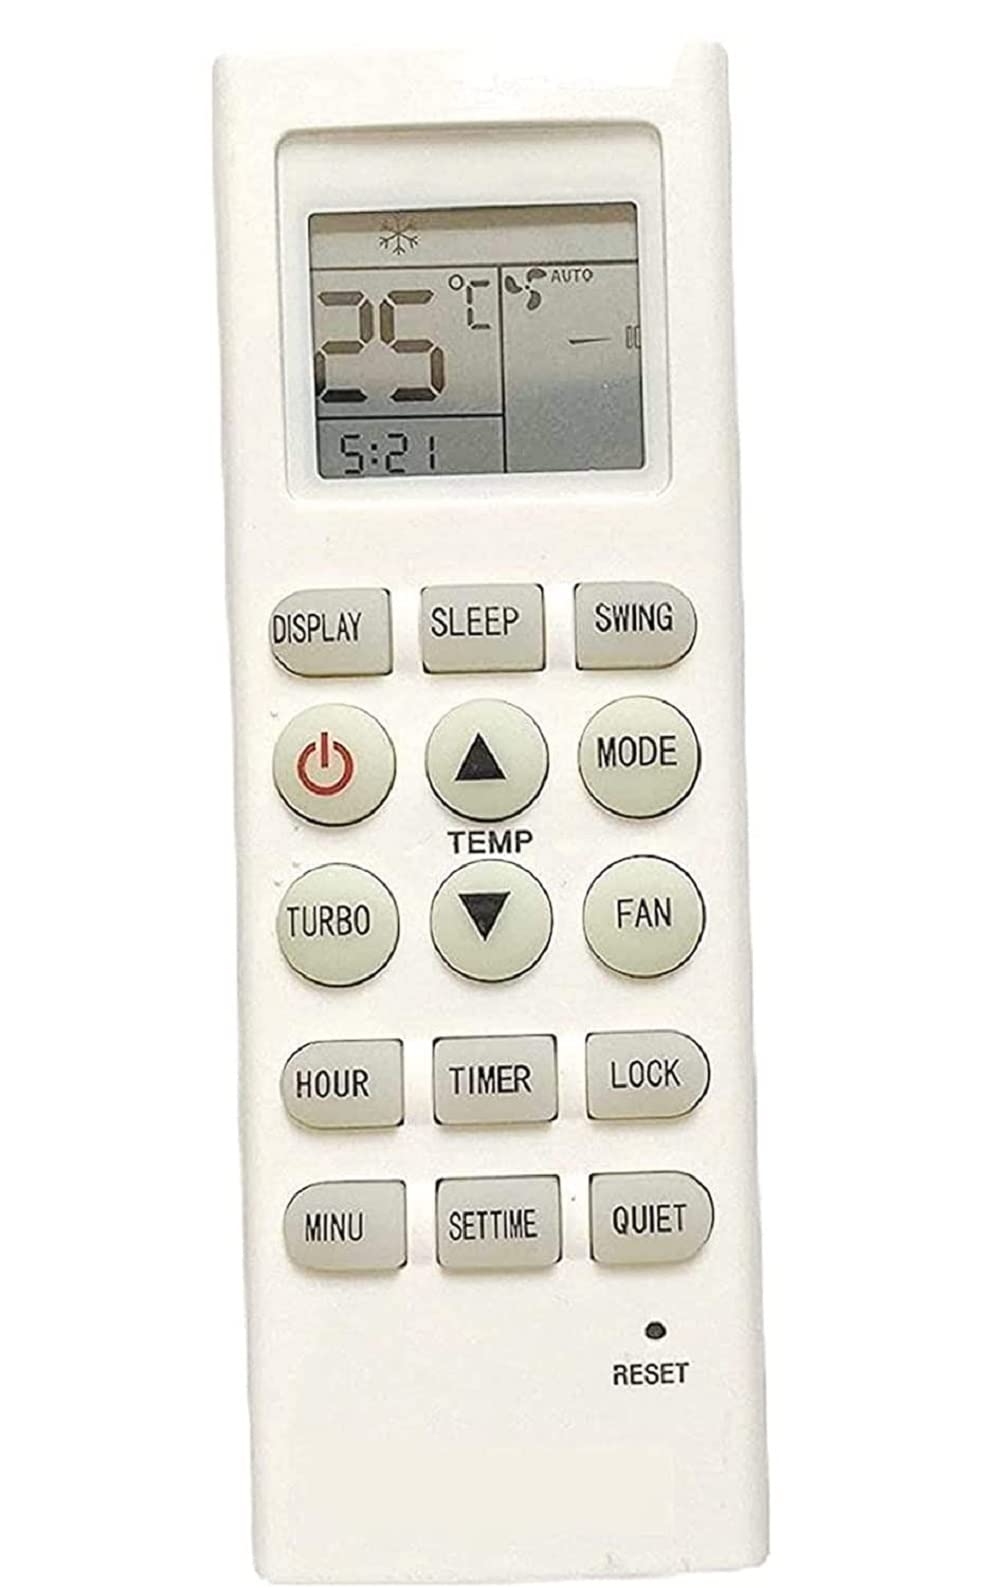 25 °C
AUTO
5:21
DISPLAY SLEEP SWING
MODE
TEMP
TURBO FAN
HOUR TIMER LOCK
MINU SETTIME QUIET
RESET